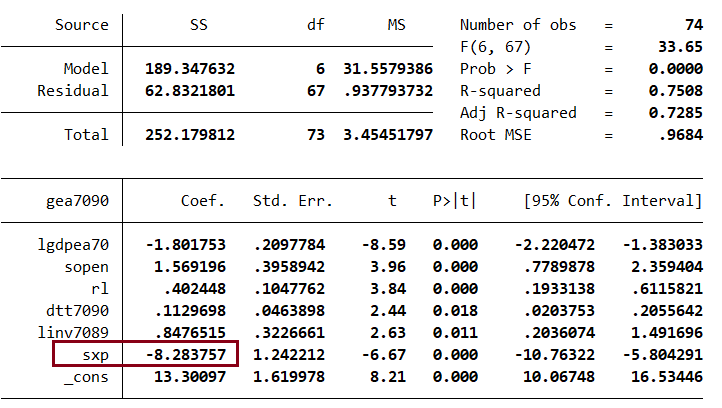 Source SS df MS Number of obs = 74
F(6, 67) = 33.65
Model 189.347632 6 31.5579386 Prob > F = 0.0000
Residual 62.8321801 67 .937793732 R-squared = 0.7508
Adj R-squared = 0.7285
Total 252.179812 73 3.45451797 Root MSE = .9684
gea7090 Coef. Std. Err. t P>|t| [95% Conf. Interval]
lgdpea70 -1.801753 .2097784 -8.59 0.000 -2.220472 -1.383033
sopen 1.569196 .3958942 3.96 0.000 .7789878 2.359404
rl .402448 .1047762 3.84 0.000 .1933138 .6115821
dtt7090 .1129698 .0463898 2.44 0.018 .0203753 .2055642
linv7089 .8476515 .3226661 2.63 0.011 .2036074 1.491696
sxp -8.283757 1.242212 -6.67 0.000 -10.76322 -5.804291
_cons 13.30097 1.619978 8.21 0.000 10.06748 16.53446